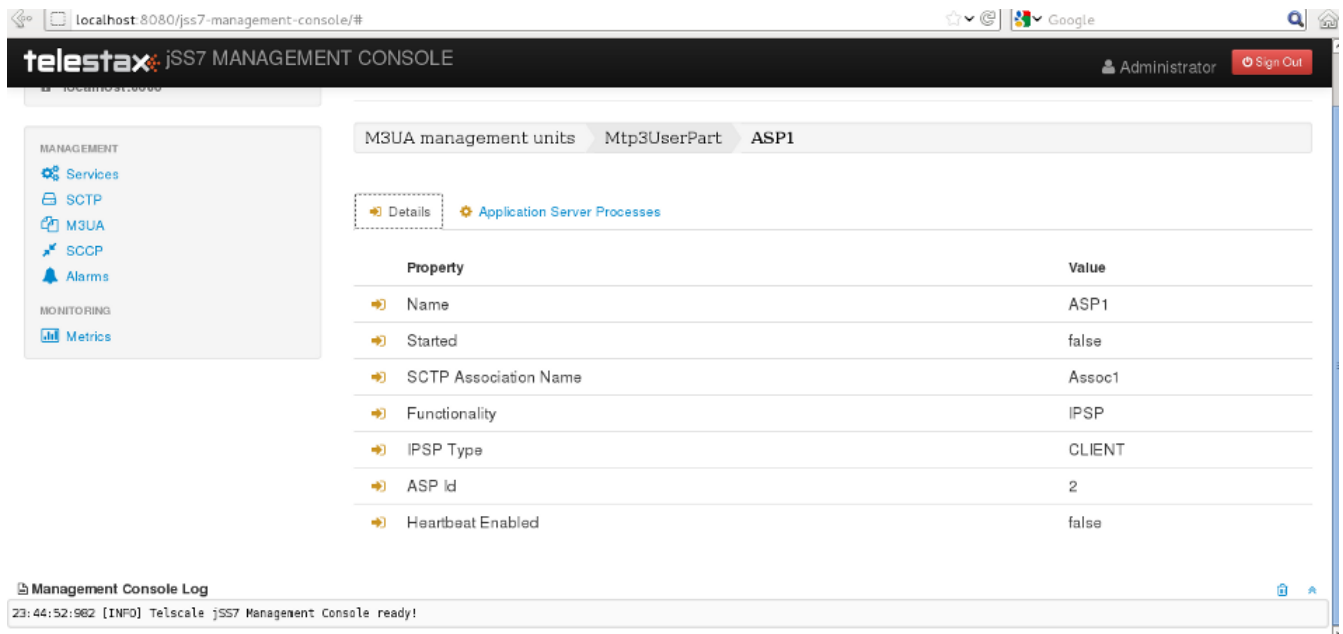 localhost:8080/jss7-management-console/#
Google
telestax jSS7 MANAGEMENT CONSOLE
Administrator
Sign Out
M3UA management units Mtp3UserPart ASP1
MANAGEMENT
Services
SCTP
M3UA
SCCP
Alarms
MONITORING
Metrics
Details Application Server Processes
Property Value
Name ASP1
Started false
SCTP Association Name Assoc1
Functionality IPSP
IPSP Type CLIENT
ASP Id 2
Heartbeat Enabled false
Management Console Log
23:44:52:982 [INFO] Telscale jSS7 Management Console ready!